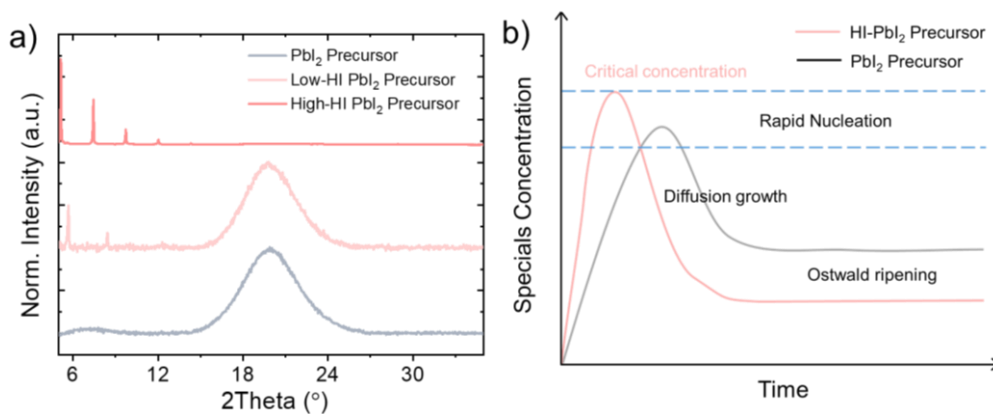 a)
PbI₂ Precursor
Low-HI PbI₂ Precursor
High-HI PbI₂ Precursor
Norm. Intensity (a.u.)
6 12 18 24 30
2Theta (°)
b)
HI-PbI₂ Precursor
PbI₂ Precursor
Critical concentration
Rapid Nucleation
Diffusion growth
Ostwald ripening
Specials Concentration
Time